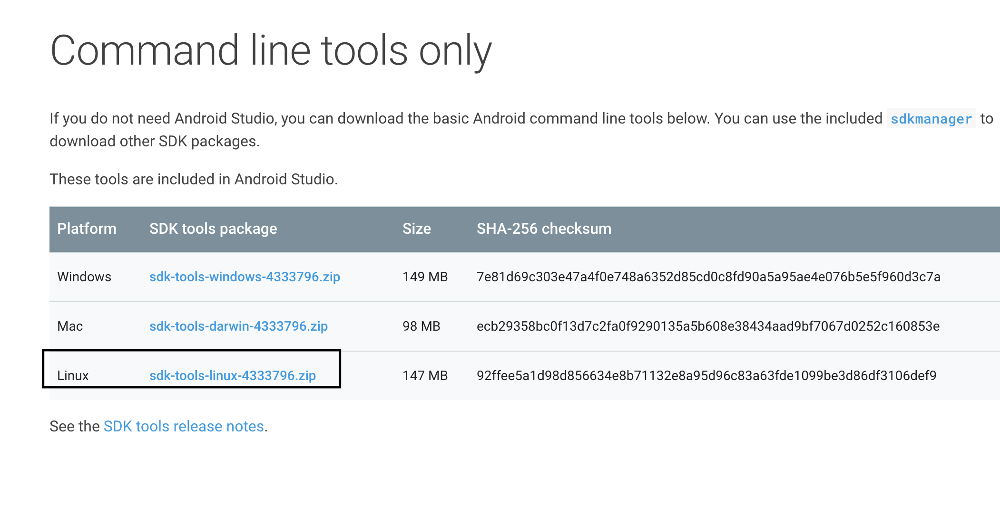 Command line tools only
If you do not need Android Studio, you can download the basic Android command line tools below. You can use the included sdkmanager to
download other SDK packages.
These tools are included in Android Studio.
Platform SDK tools package Size SHA-256 checksum
Windows sdk-tools-windows-4333796.zip 149 MB 7e81d69c303e47a4f0e748a6352d85cd0c8fd90a5a95ae4e076b5e5f960d3c7a
Mac sdk-tools-darwin-4333796.zip 98 MB ecb29358bc0f13d7c2fa0f9290135a5b608e38434aad9bf7067d0252c160853e
Linux sdk-tools-linux-4333796.zip 147 MB 92ffee5a1d98d856634e8b71132e8a95d96c83a63fde1099be3d86df3106def9
See the SDK tools release notes.